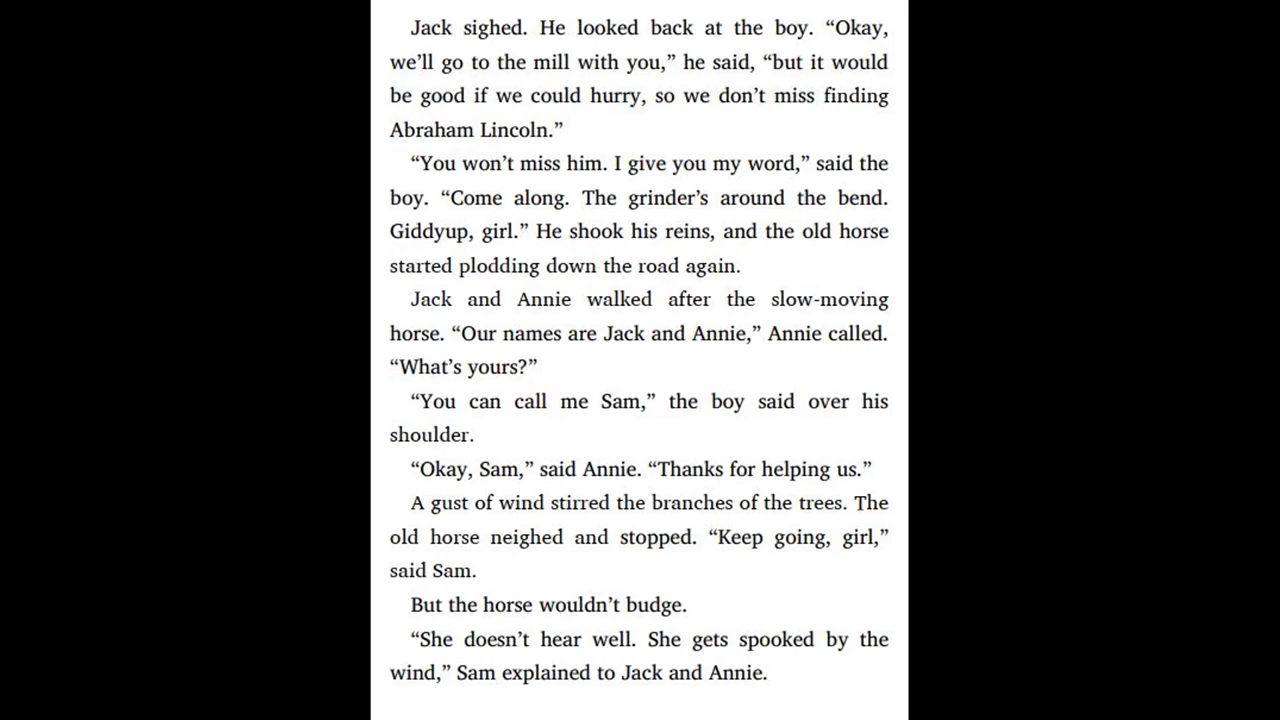 Jack sighed. He looked back at the boy. “Okay,
we’ll go to the mill with you,” he said, “but it would
be good if we could hurry, so we don’t miss finding
Abraham Lincoln.”
“You won’t miss him. I give you my word,” said the
boy. “Come along. The grinder’s around the bend.
Giddyup, girl.” He shook his reins, and the old horse
started plodding down the road again.
Jack and Annie walked after the slow-moving
horse. “Our names are Jack and Annie,” Annie called.
“What’s yours?”
“You can call me Sam,” the boy said over his
shoulder.
“Okay, Sam,” said Annie. “Thanks for helping us.”
A gust of wind stirred the branches of the trees. The
old horse neighed and stopped. “Keep going, girl,”
said Sam.
But the horse wouldn’t budge.
“She doesn’t hear well. She gets spooked by the
wind,” Sam explained to Jack and Annie.